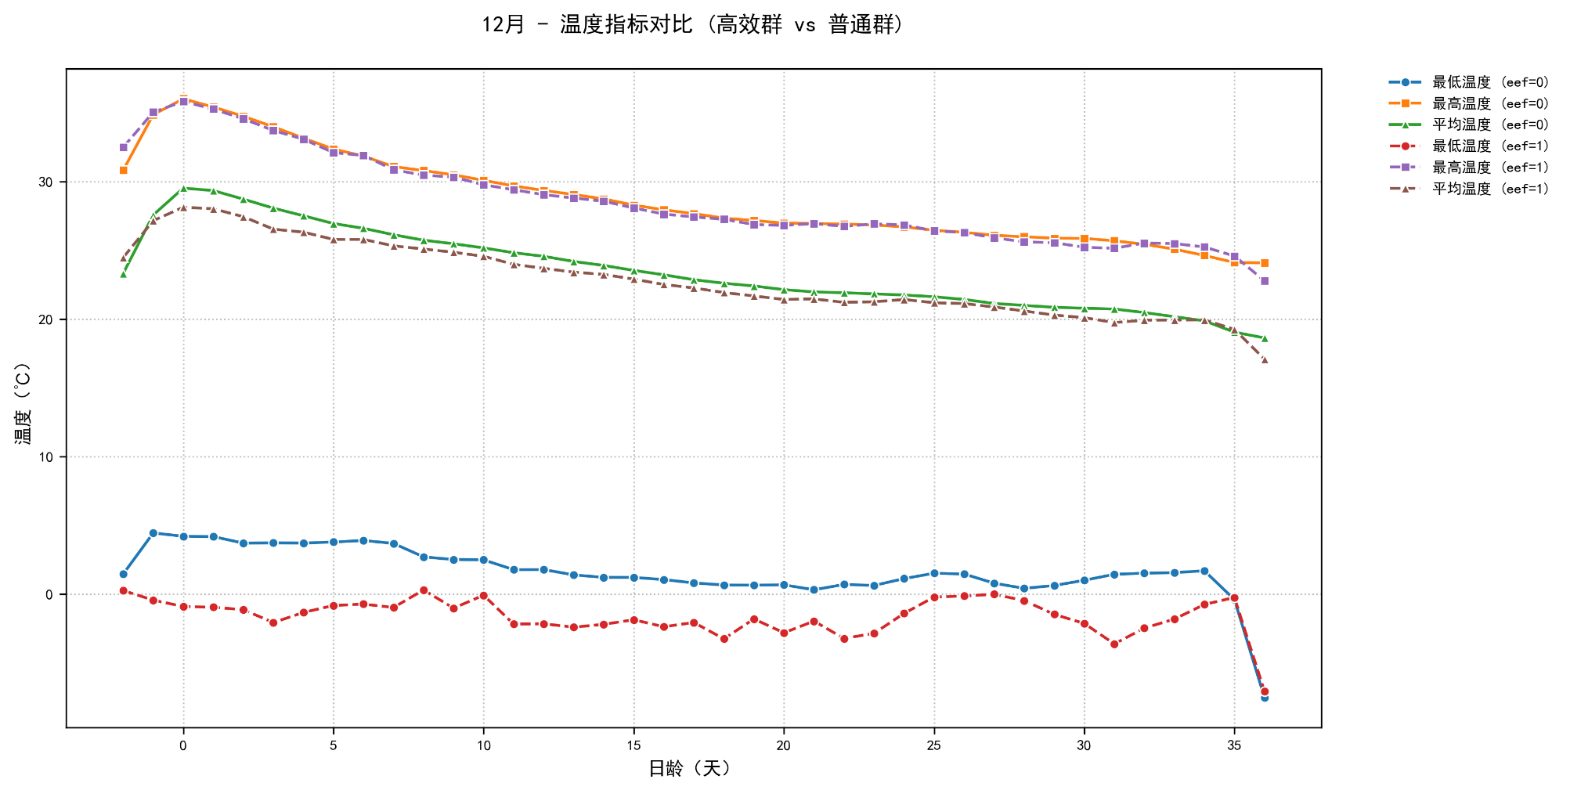 12月 - 温度指标对比 (高效群 vs 普通群)
最低温度 (eef=0)
最高温度 (eef=0)
平均温度 (eef=0)
最低温度 (eef=1)
最高温度 (eef=1)
平均温度 (eef=1)
温度 (℃)
30
20
10
0
0 5 10 15 20 25 30 35
日龄 (天)